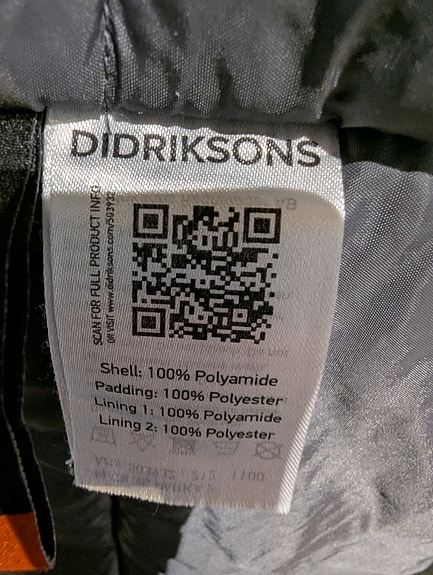 DIDRIKSONS
SCAN FOR FULL PRODUCT INFO
OR VISIT www.didriksons.com/503932
Shell: 100% Polyamide
Padding: 100% Polyester
Lining 1: 100% Polyamide
Lining 2: 100% Polyester